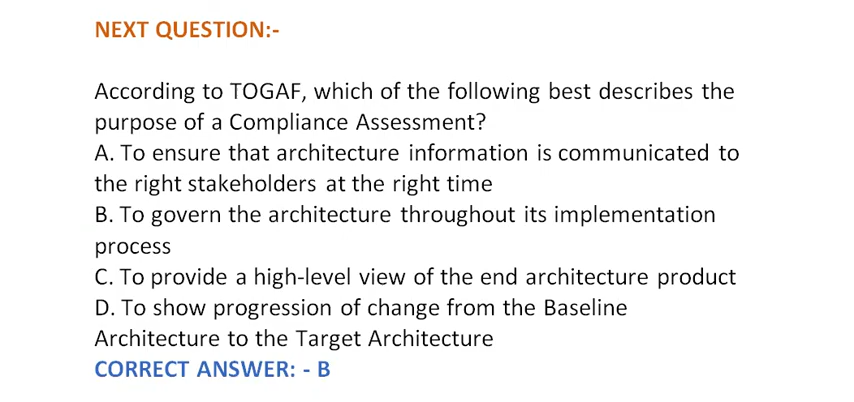 NEXT QUESTION:-
According to TOGAF, which of the following best describes the
purpose of a Compliance Assessment?
A. To ensure that architecture information is communicated to
the right stakeholders at the right time
B. To govern the architecture throughout its implementation
process
C. To provide a high-level view of the end architecture product
D. To show progression of change from the Baseline
Architecture to the Target Architecture
CORRECT ANSWER: - B